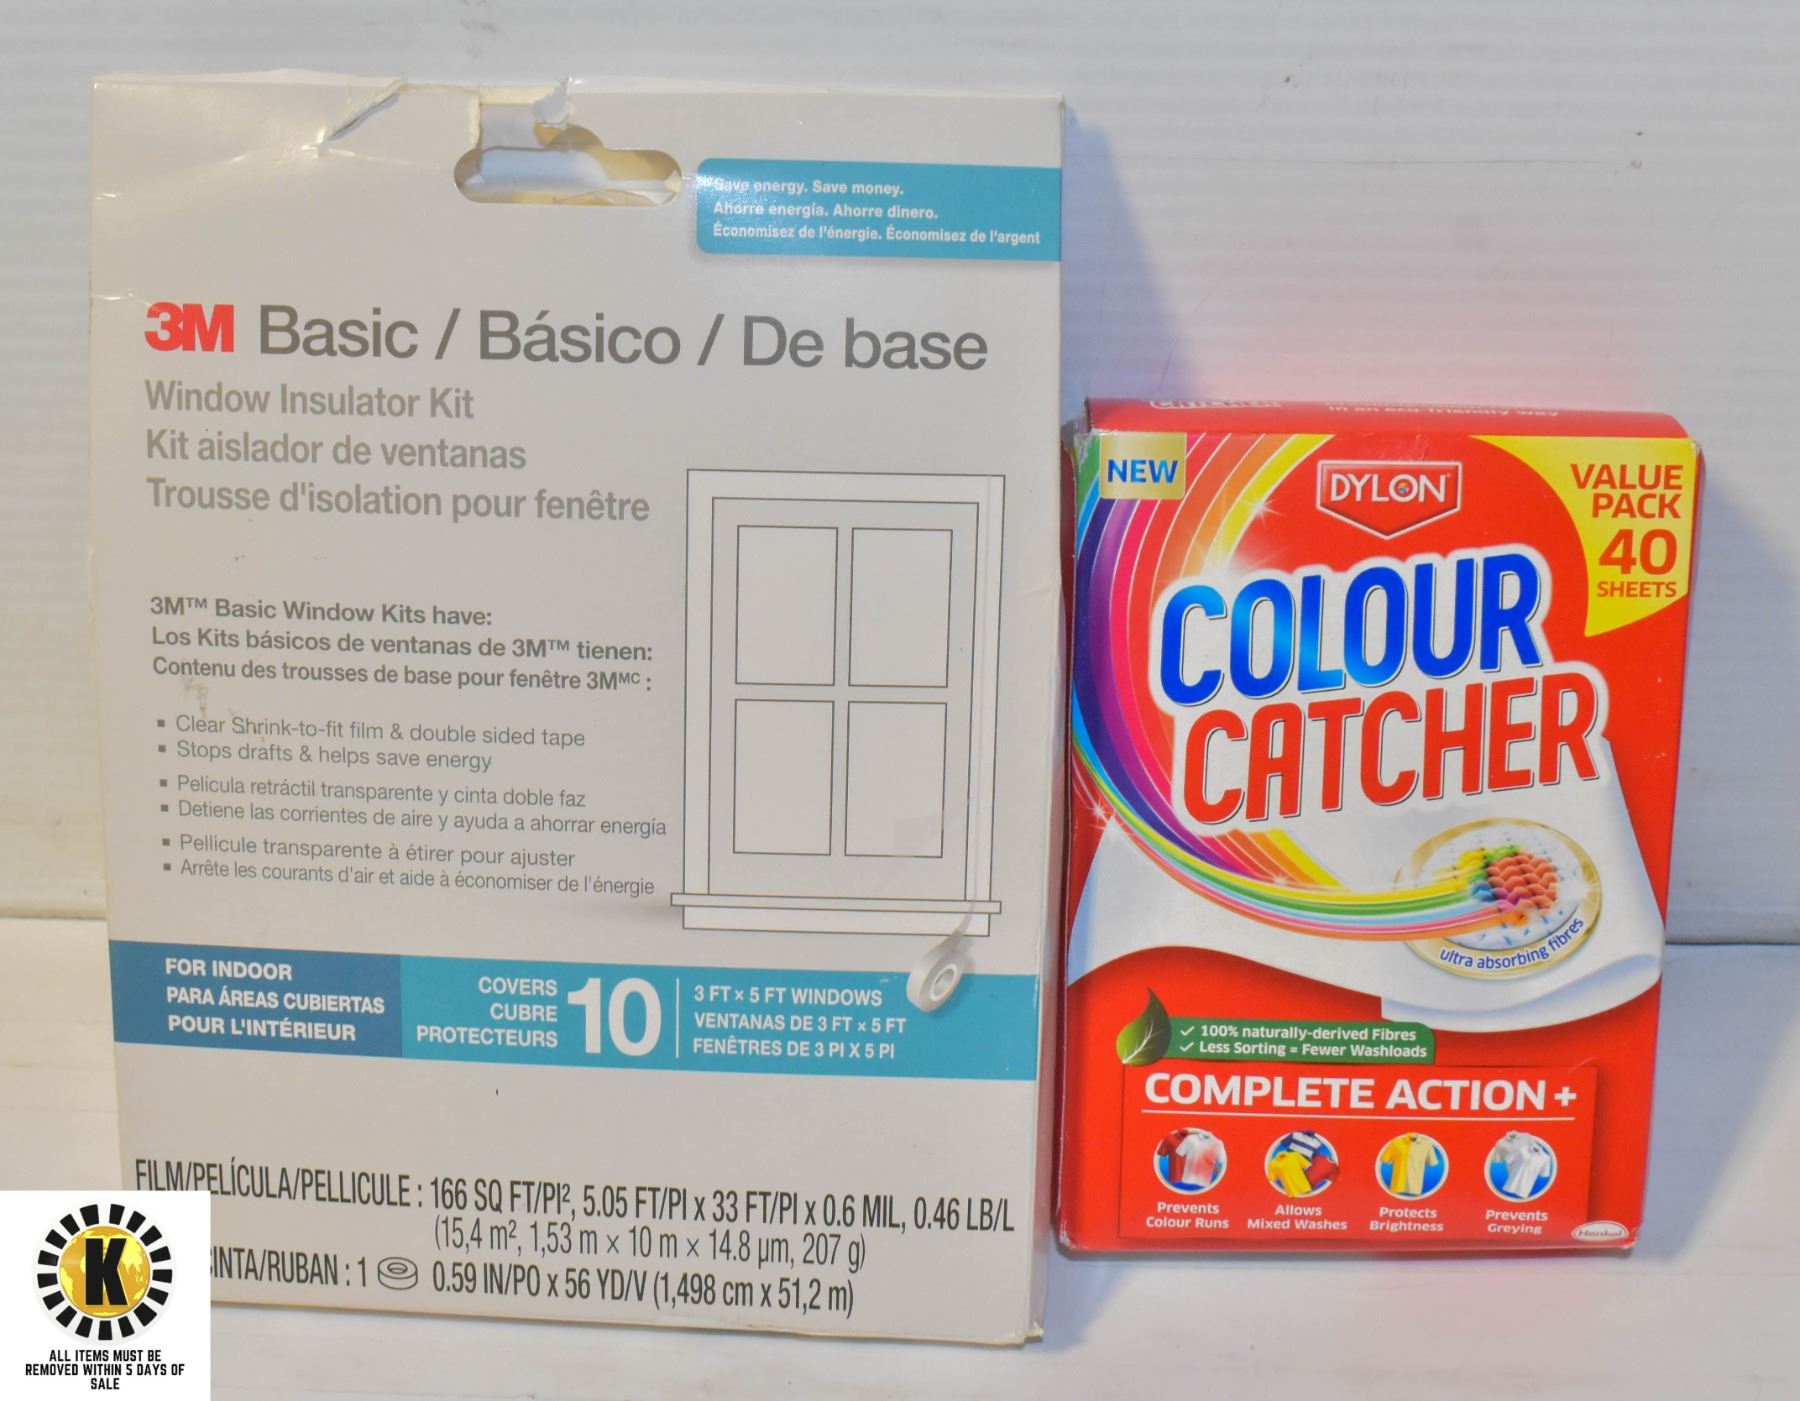 Save energy. Save money.
Ahorre energía. Ahorre dinero.
Économisez de l'énergie. Économisez de l'argent
3M Basic / Básico / De base
Window Insulator Kit
Kit aislador de ventanas
Trousse d'isolation pour fenêtre
3M™ Basic Window Kits have:
Los Kits básicos de ventanas de 3M™ tienen:
Contenu des trousses de base pour fenêtre 3Mᴹᶜ :
▪ Clear Shrink-to-fit film & double sided tape
▪ Stops drafts & helps save energy
▪ Película retráctil transparente y cinta doble faz
▪ Detiene las corrientes de aire y ayuda a ahorrar energía
▪ Pellicule transparente à étirer pour ajuster
▪ Arrête les courants d'air et aide à économiser de l'énergie
FOR INDOOR
PARA ÁREAS CUBIERTAS
POUR L'INTÉRIEUR
COVERS
CUBRE
PROTECTEURS
10
3 FT x 5 FT WINDOWS
VENTANAS DE 3 FT x 5 FT
FENÊTRES DE 3 PI X 5 PI
FILM/PELÍCULA/PELLICULE : 166 SQ FT/PI², 5.05 FT/PI x 33 FT/PI x 0.6 MIL, 0.46 LB/L
(15,4 m², 1,53 m x 10 m x 14.8 µm, 207 g)
CINTA/RUBAN : 1 0.59 IN/PO x 56 YD/V (1,498 cm x 51,2 m)
in an eco-friendly way
NEW
DYLON
VALUE
PACK
40
SHEETS
COLOUR
CATCHER
ultra absorbing fibres
✓ 100% naturally-derived Fibres
✓ Less Sorting = Fewer Washloads
COMPLETE ACTION +
Prevents
Colour Runs
Allows
Mixed Washes
Protects
Brightness
Prevents
Greying
Henkel
K
ALL ITEMS MUST BE
REMOVED WITHIN 5 DAYS OF
SALE